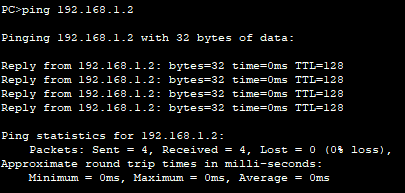 PC>ping 192.168.1.2
Pinging 192.168.1.2 with 32 bytes of data:
Reply from 192.168.1.2: bytes=32 time=0ms TTL=128
Reply from 192.168.1.2: bytes=32 time=0ms TTL=128
Reply from 192.168.1.2: bytes=32 time=0ms TTL=128
Reply from 192.168.1.2: bytes=32 time=0ms TTL=128
Ping statistics for 192.168.1.2:
    Packets: Sent = 4, Received = 4, Lost = 0 (0% loss),
Approximate round trip times in milli-seconds:
    Minimum = 0ms, Maximum = 0ms, Average = 0ms